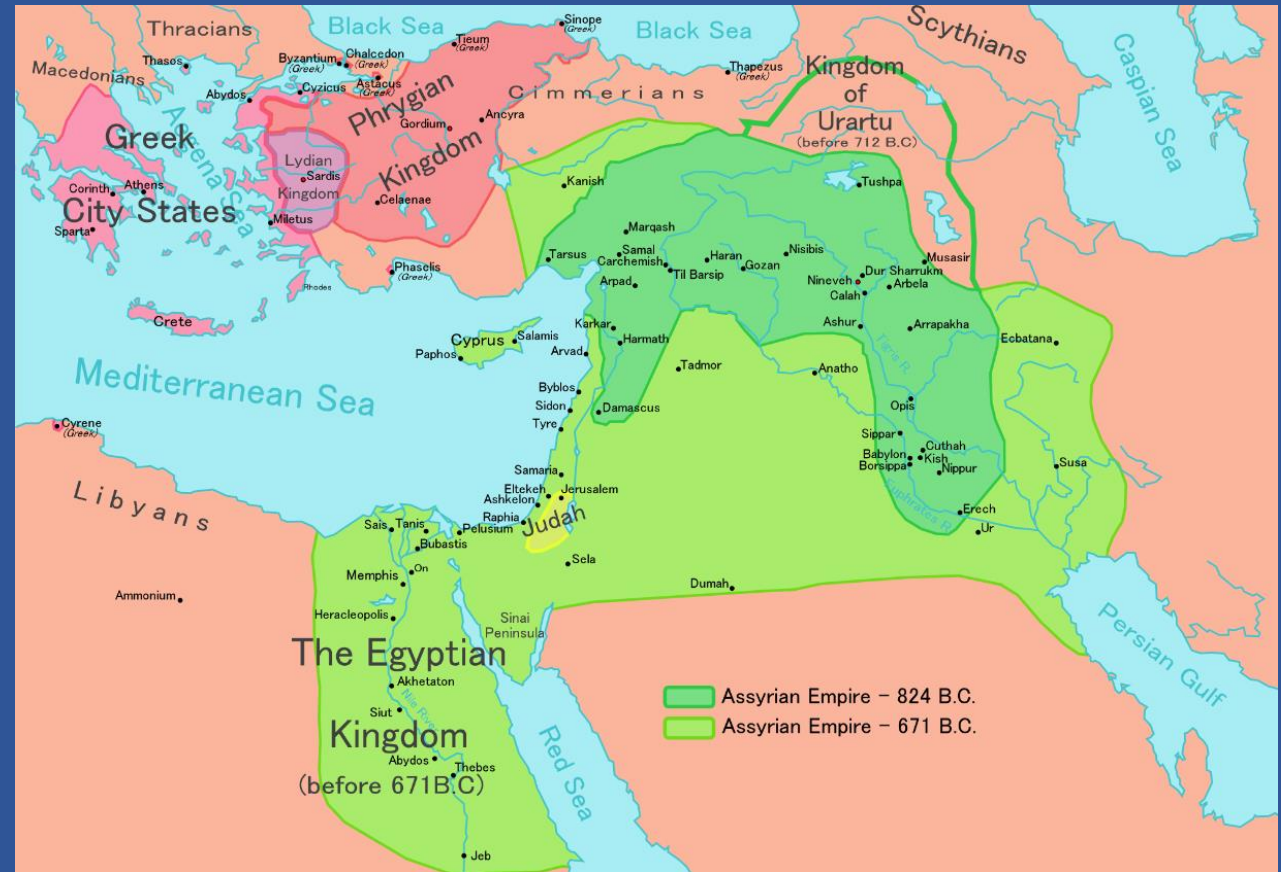 Black Sea
Black Sea
Thracians
Sinope
(Greek)
Scythians
Tieum
(Greek)
Byzantium
(Greek)
Chalcedon
Thasos
Macedonians
Abydos
Cyzicus
Astacus
(Greek)
Thapezus
(Greek)
Kingdom
of
Urartu
(before 712 B.C)
Caspian Sea
Cimmerians
Phrygian
Kingdom
Gordium
Ancyra
Aegena Sea
Greek
City States
Lydian
Kingdom
Sardis
Corinth
Athens
Sparta
Miletus
Celaenae
Kanish
Tushpa
Marqash
Samal
Carchemish
Til Barsip
Haran
Gozan
Nisibis
Musasir
Dur Sharrukm
Nineveh
Calah
Arbela
Tarsus
Phaselis
(Greek)
Rhodes
Arpad
Crete
Cyprus
Salamis
Paphos
Karkar
Harmath
Arvad
Ashur
Arrapakha
Tigris R.
Ecbatana
Tadmor
Anatho
Mediterranean Sea
Byblos
Sidon
Tyre
Damascus
Opis
Cyrene
(Greek)
Sippar
Cuthah
Babylon
Kish
Borsippa
Nippur
Susa
Samaria
Eltekeh
Jerusalem
Ashkelon
Raphia
Judah
Euphrates R.
Erech
Ur
Libyans
Sais
Tanis
Pelusium
Bubastis
Sela
Memphis
On
Dumah
Ammonium
Heracleopolis
Sinai
Peninsula
Persian Gulf
The Egyptian
Kingdom
(before 671B.C)
Akhetaton
Nile River
Siut
Abydos
Thebes
Red Sea
Assyrian Empire - 824 B.C.
Assyrian Empire - 671 B.C.
Jeb